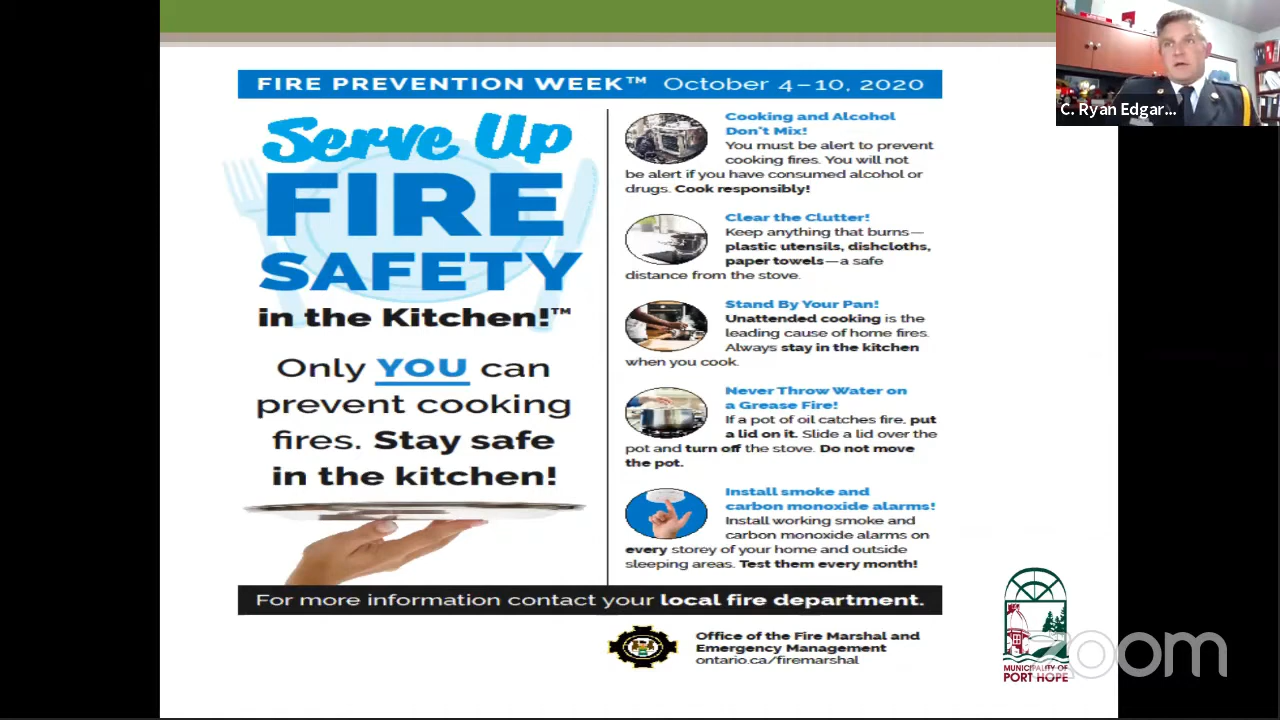 FIRE PREVENTION WEEK™ October 4–10, 2020
Serve Up
FIRE
SAFETY
in the Kitchen!™
Only YOU can
prevent cooking
fires. Stay safe
in the kitchen!
Cooking and Alcohol
Don't Mix!
You must be alert to prevent
cooking fires. You will not
be alert if you have consumed alcohol or
drugs. Cook responsibly!
Clear the Clutter!
Keep anything that burns—
plastic utensils, dishcloths,
paper towels—a safe
distance from the stove.
Stand By Your Pan!
Unattended cooking is the
leading cause of home fires.
Always stay in the kitchen
when you cook.
Never Throw Water on
a Grease Fire!
If a pot of oil catches fire, put
a lid on it. Slide a lid over the
pot and turn off the stove. Do not move
the pot.
Install smoke and
carbon monoxide alarms!
Install working smoke and
carbon monoxide alarms on
every storey of your home and outside
sleeping areas. Test them every month!
For more information contact your local fire department.
Office of the Fire Marshal and
Emergency Management
ontario.ca/firemarshal
C. Ryan Edgar...
zoom
MUNICIPALITY OF
PORT HOPE